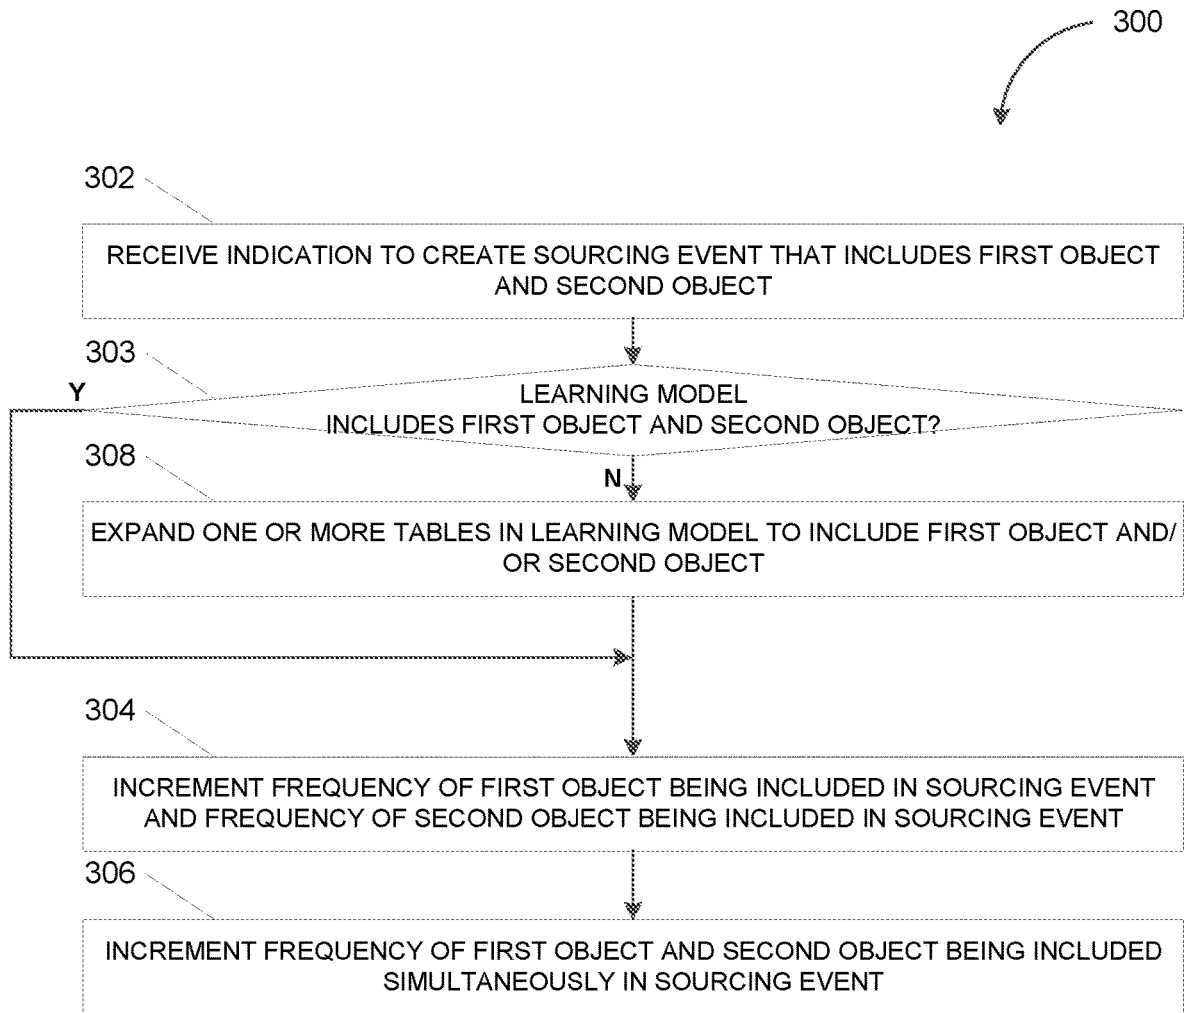 300
302
RECEIVE INDICATION TO CREATE SOURCING EVENT THAT INCLUDES FIRST OBJECT
AND SECOND OBJECT
303
Y
LEARNING MODEL
INCLUDES FIRST OBJECT AND SECOND OBJECT?
308
N
EXPAND ONE OR MORE TABLES IN LEARNING MODEL TO INCLUDE FIRST OBJECT AND/
OR SECOND OBJECT
304
INCREMENT FREQUENCY OF FIRST OBJECT BEING INCLUDED IN SOURCING EVENT
AND FREQUENCY OF SECOND OBJECT BEING INCLUDED IN SOURCING EVENT
306
INCREMENT FREQUENCY OF FIRST OBJECT AND SECOND OBJECT BEING INCLUDED
SIMULTANEOUSLY IN SOURCING EVENT